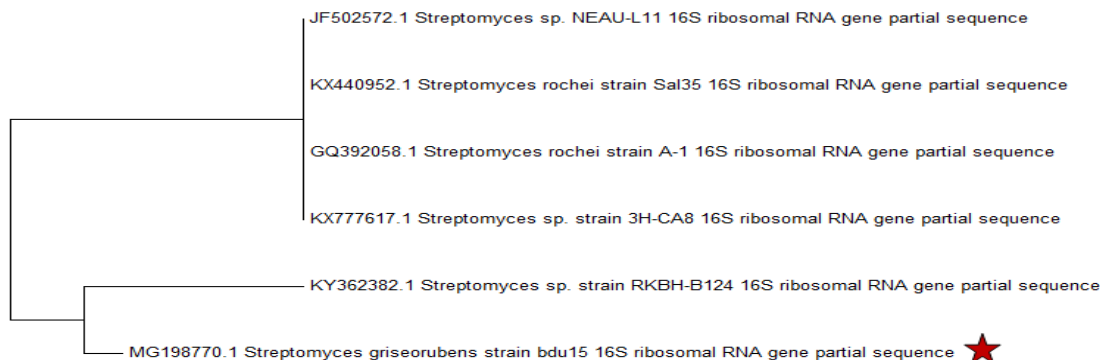 JF502572.1 Streptomyces sp. NEAU-L11 16S ribosomal RNA gene partial sequence
KX440952.1 Streptomyces rochei strain Sal35 16S ribosomal RNA gene partial sequence
GQ392058.1 Streptomyces rochei strain A-1 16S ribosomal RNA gene partial sequence
KX777617.1 Streptomyces sp. strain 3H-CA8 16S ribosomal RNA gene partial sequence
KY362382.1 Streptomyces sp. strain RKBH-B124 16S ribosomal RNA gene partial sequence
MG198770.1 Streptomyces griseorubens strain bdu15 16S ribosomal RNA gene partial sequence